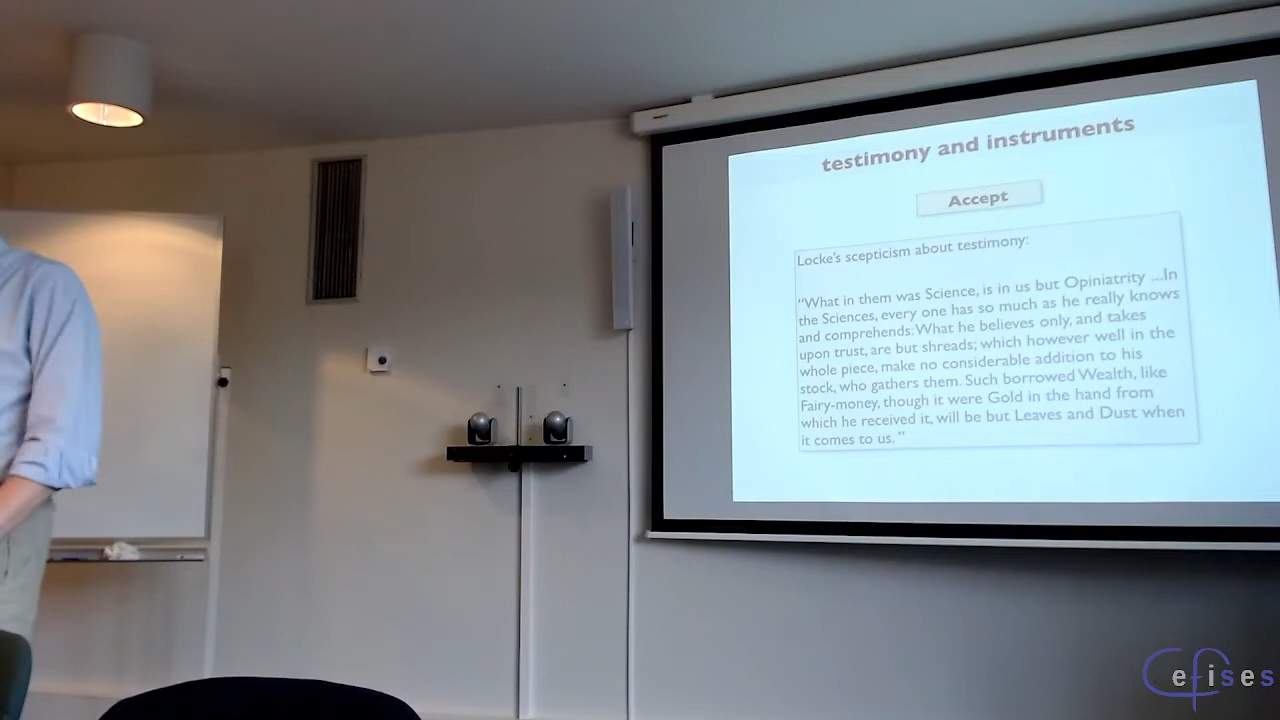 testimony and instruments
Accept
Locke's scepticism about testimony:
"What in them was Science, is in us but Opiniatrity ...In
the Sciences, every one has so much as he really knows
and comprehends: What he believes only, and takes
upon trust, are but shreads; which however well in the
whole piece, make no considerable addition to his
stock, who gathers them. Such borrowed Wealth, like
Fairy-money, though it were Gold in the hand from
which he received it, will be but Leaves and Dust when
it comes to us."
Cefises